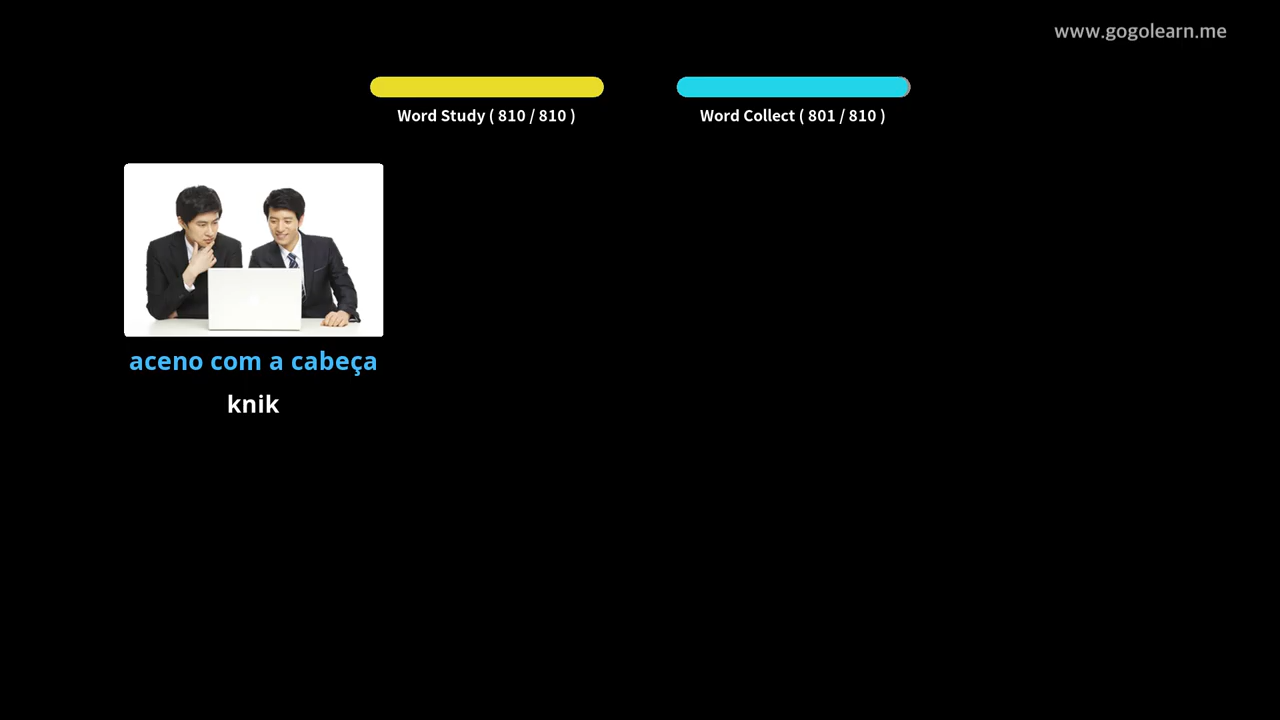 www.gogolearn.me
Word Study ( 810 / 810 )
Word Collect ( 801 / 810 )
aceno com a cabeça
knik